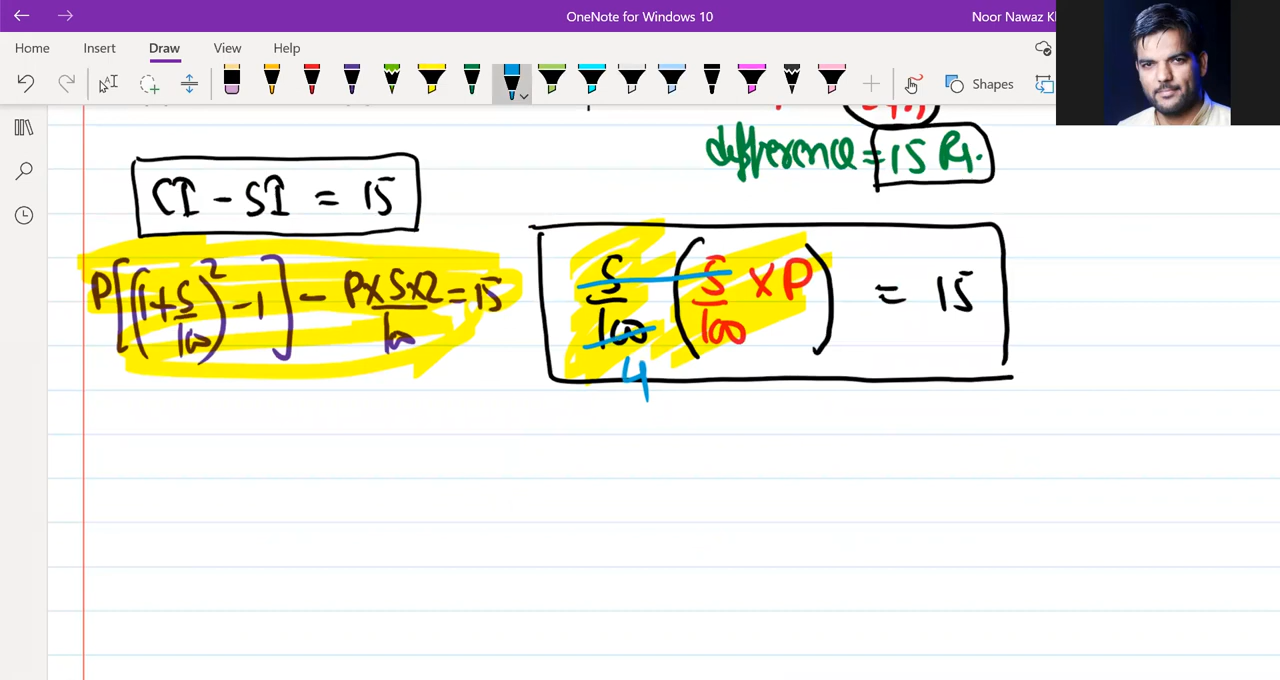 OneNote for Windows 10
Noor Nawaz Kh
Home Insert Draw View Help
Shapes
difference = 15 Rs.
CI - SI = 15
P[(1+5/100)^2 - 1] - P×5×2/100 = 15
5/100 (5/100 × P) = 15
4